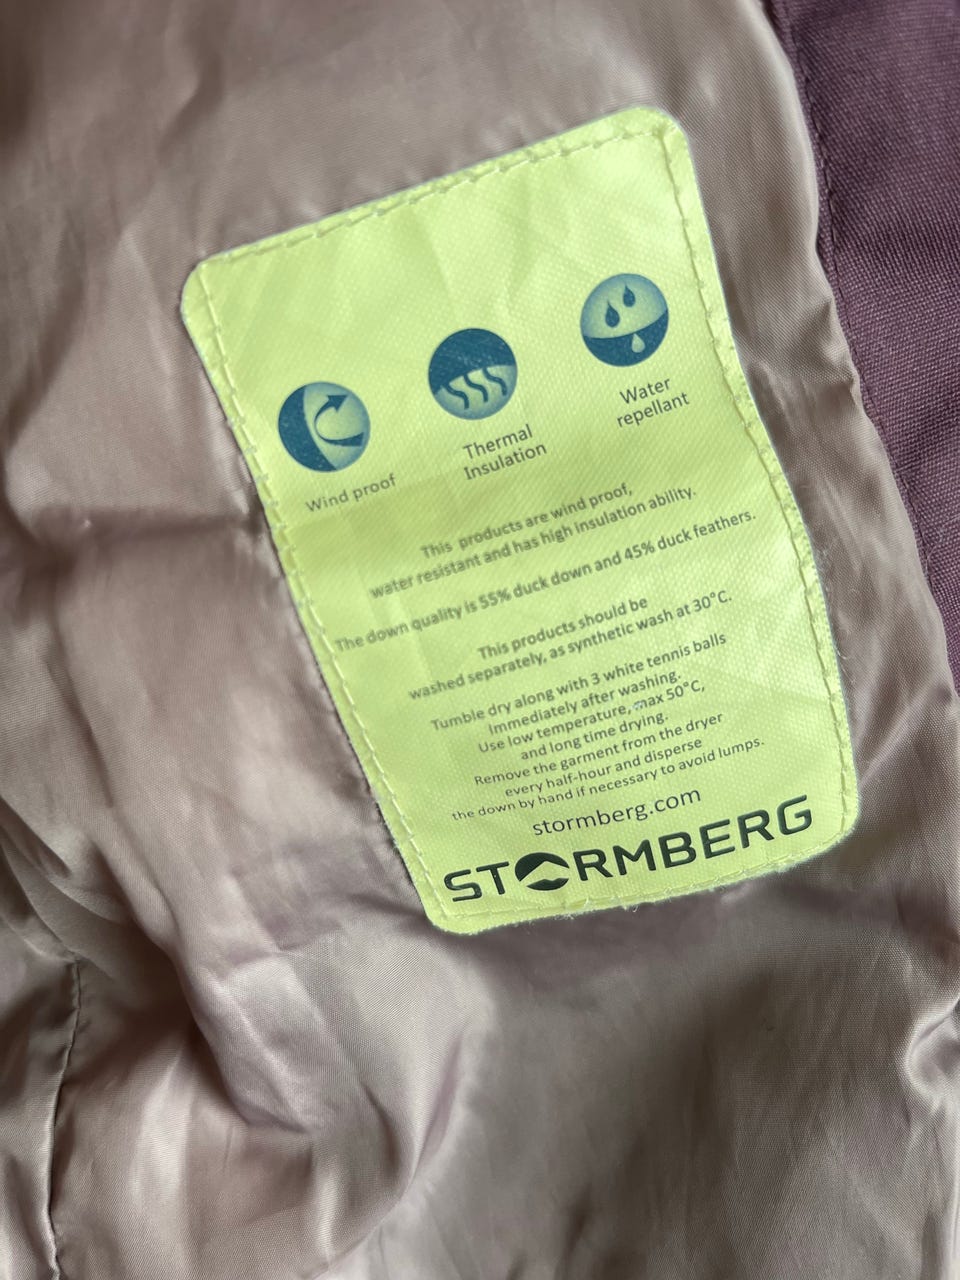 Wind proof
Thermal
Insulation
Water
repellant
This products are wind proof,
water resistant and has high insulation ability.
The down quality is 55% duck down and 45% duck feathers.
This products should be
washed separately, as synthetic wash at 30°C.
Tumble dry along with 3 white tennis balls
immediately after washing.
Use low temperature, max 50°C,
and long time drying.
Remove the garment from the dryer
every half-hour and disperse
the down by hand if necessary to avoid lumps.
stormberg.com
STORMBERG